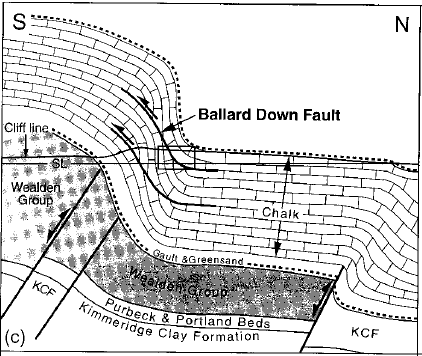 S
N
Ballard Down Fault
Cliff line
SL
Wealden
Group
Chalk
Gault & Greensand
Wealden Group
KCF
Purbeck & Portland Beds
Kimmeridge Clay Formation
KCF
(c)